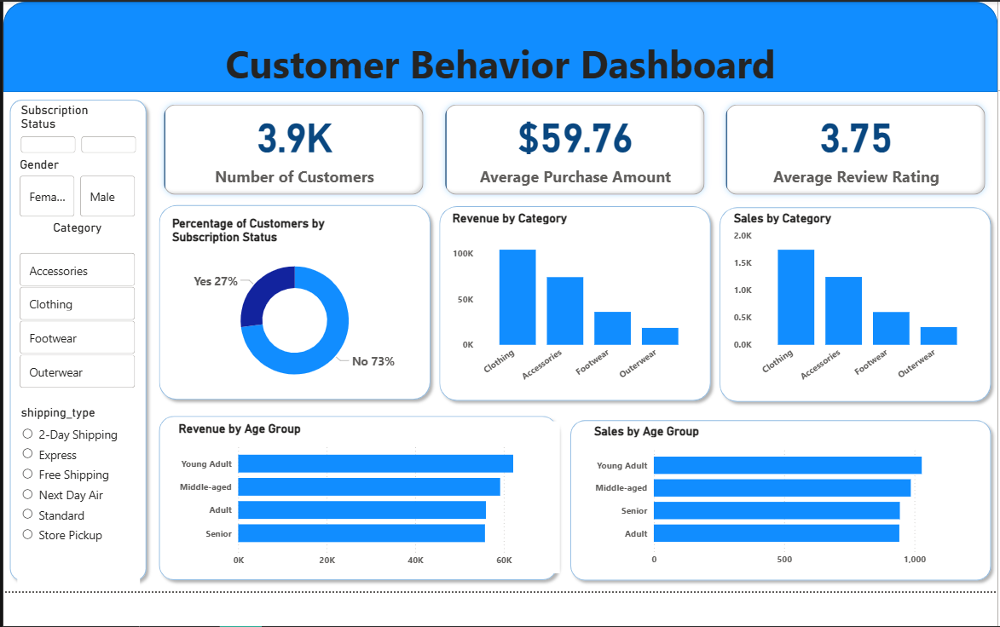 Customer Behavior Dashboard
Subscription
Status
Gender
Fema...
Male
Category
Accessories
Clothing
Footwear
Outerwear
shipping_type
2-Day Shipping
Express
Free Shipping
Next Day Air
Standard
Store Pickup
3.9K
Number of Customers
$59.76
Average Purchase Amount
3.75
Average Review Rating
Percentage of Customers by
Subscription Status
Yes 27%
No 73%
Revenue by Category
100K
50K
0K
Clothing
Accessories
Footwear
Outerwear
Sales by Category
2.0K
1.5K
1.0K
0.5K
0.0K
Clothing
Accessories
Footwear
Outerwear
Revenue by Age Group
Young Adult
Middle-aged
Adult
Senior
0K 20K 40K 60K
Sales by Age Group
Young Adult
Middle-aged
Senior
Adult
0 500 1,000